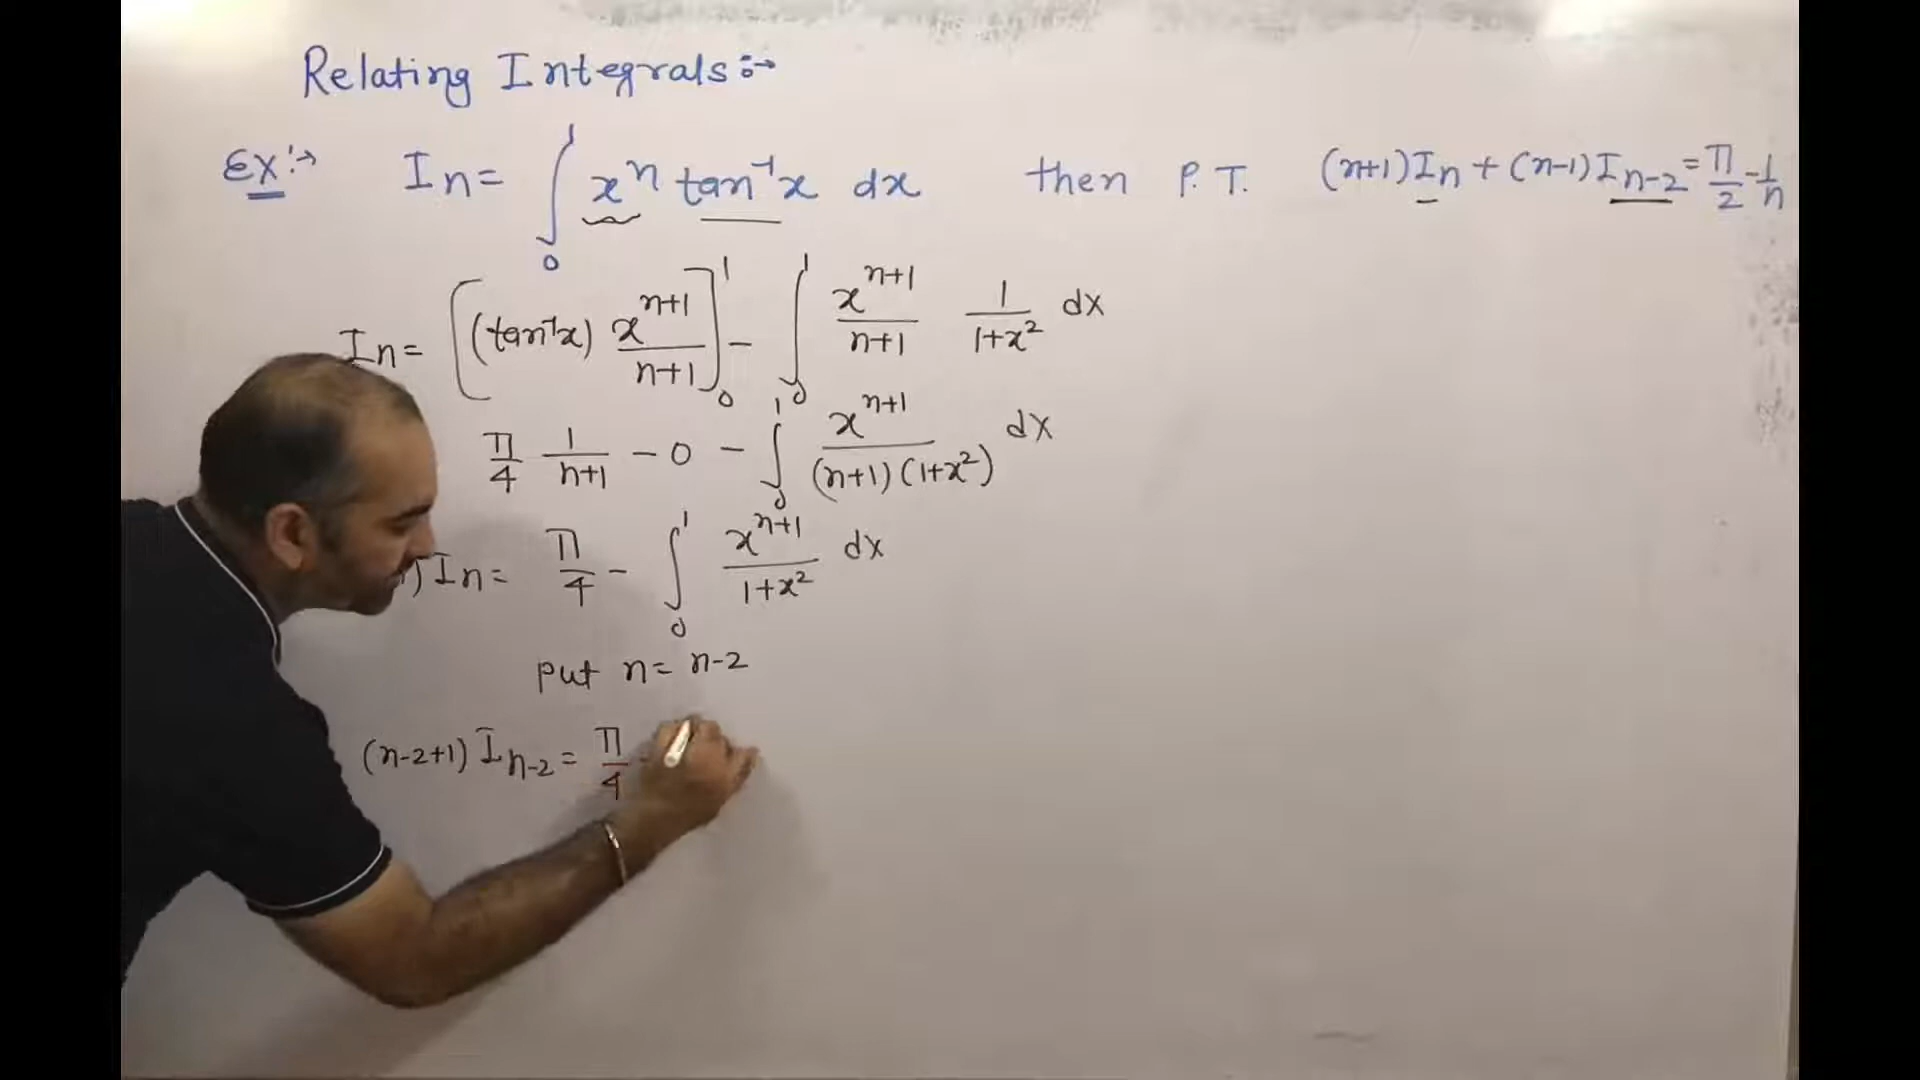 Relating Integrals :→
Ex :→ Iₙ = ∫₀¹ xⁿ tan⁻¹x dx then P.T. (n+1)Iₙ + (n-1)Iₙ₋₂ = π/2 - 1/n
Iₙ = [(tan⁻¹x) xⁿ⁺¹/(n+1)]₀¹ - ∫₀¹ xⁿ⁺¹/(n+1) 1/(1+x²) dx
π/4 1/(n+1) - 0 - ∫₀¹ xⁿ⁺¹/((n+1)(1+x²)) dx
) Iₙ = π/4 - ∫₀¹ xⁿ⁺¹/(1+x²) dx
put n = n-2
(n-2+1) Iₙ₋₂ = π/4 -